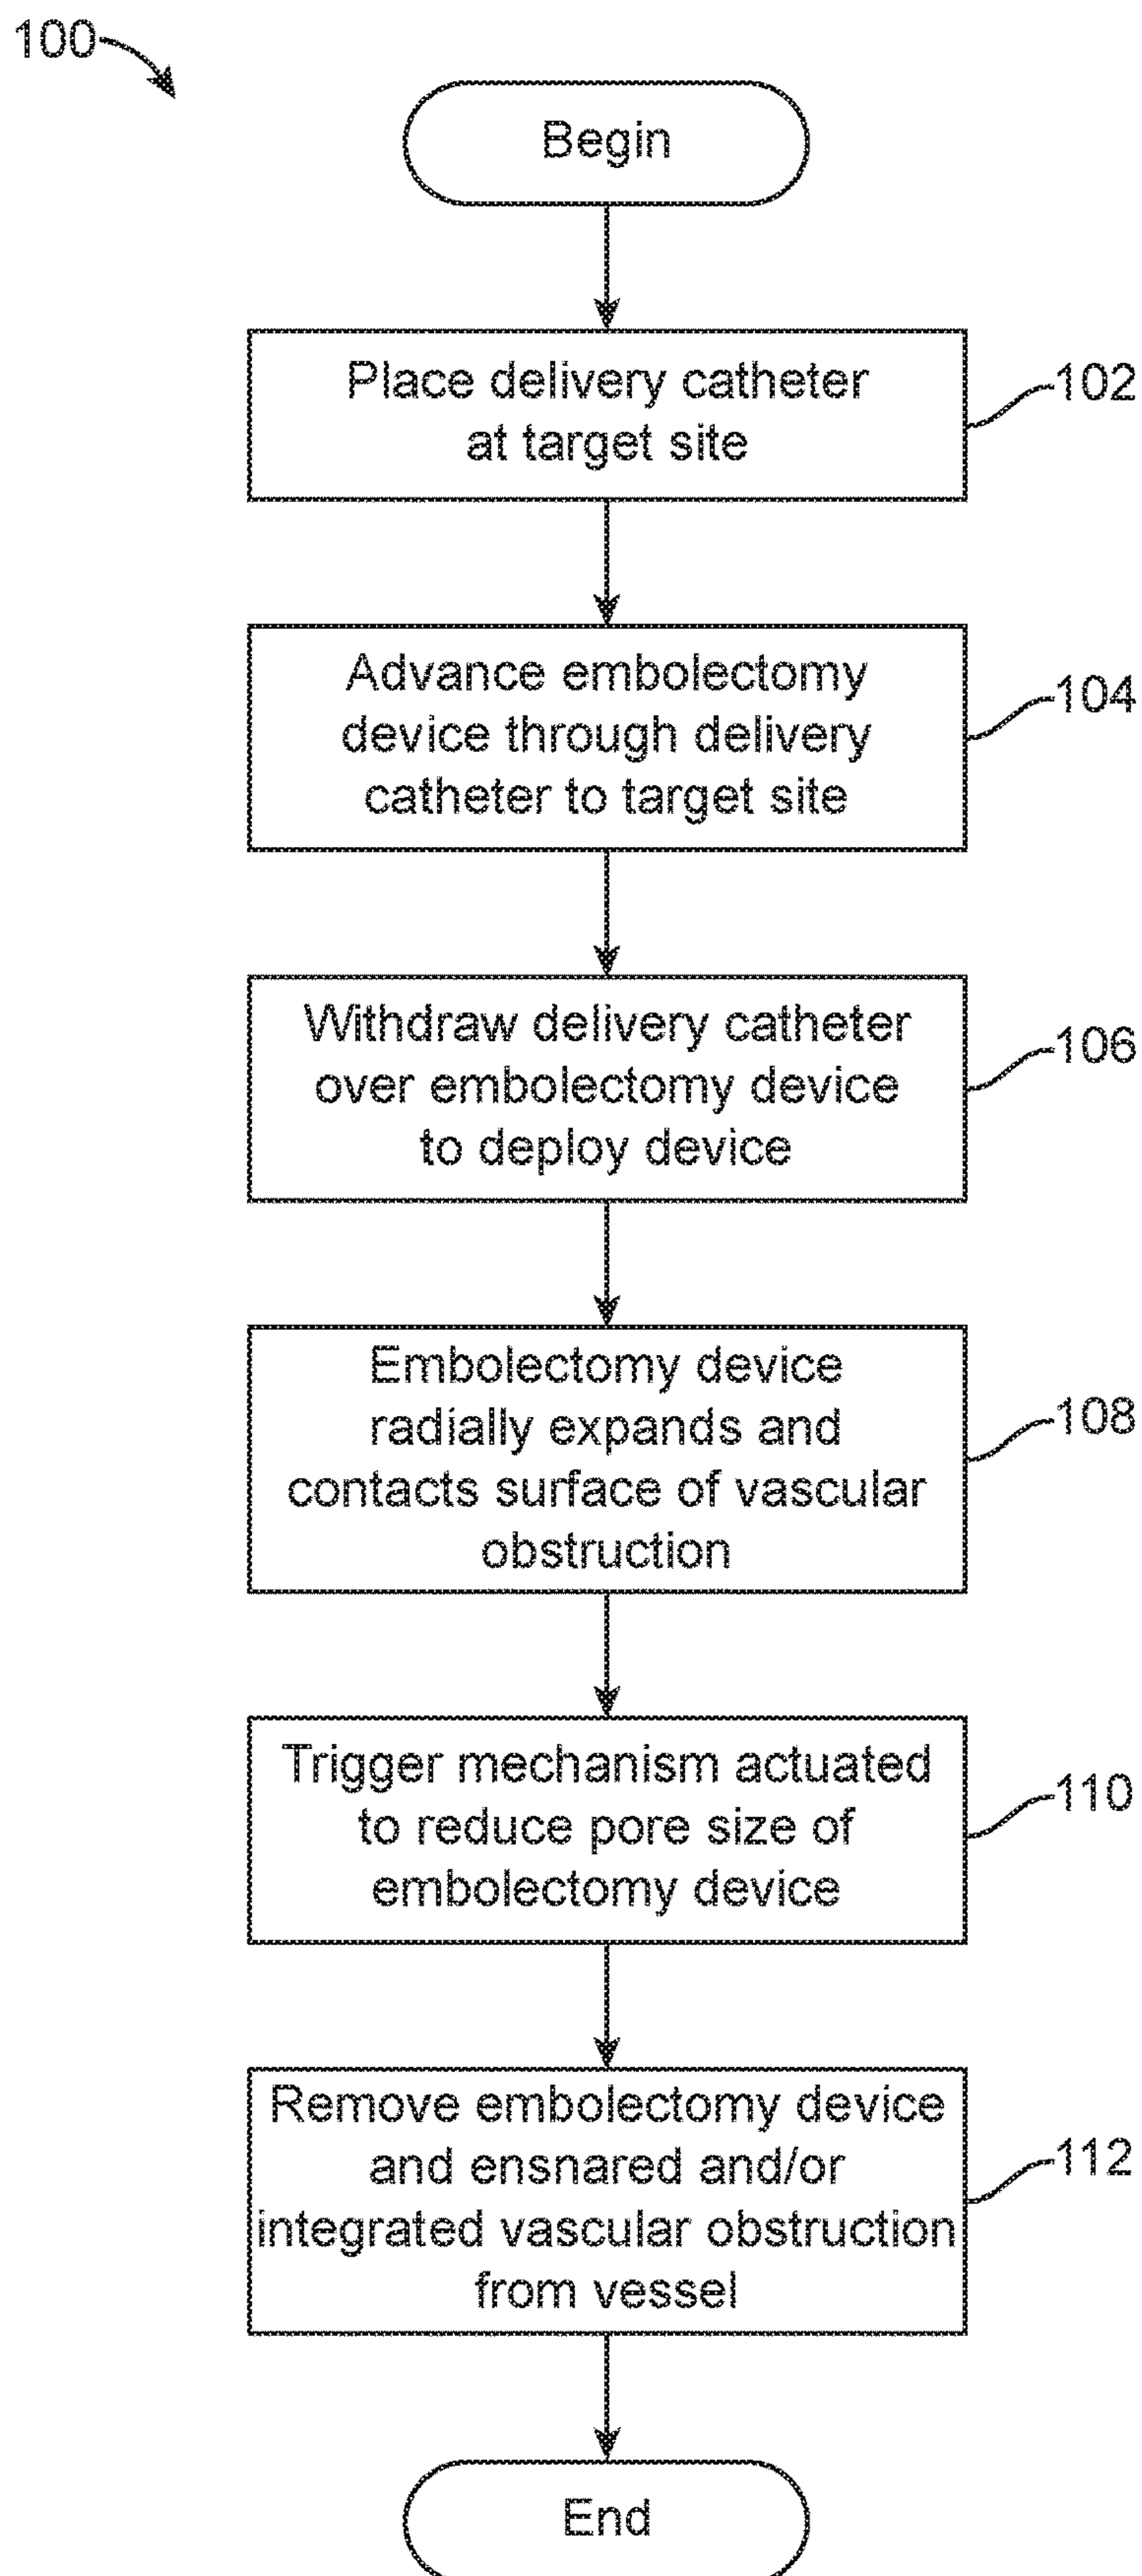 100
Begin
Place delivery catheter
at target site
102
Advance embolectomy
device through delivery
catheter to target site
104
Withdraw delivery catheter
over embolectomy device
to deploy device
106
Embolectomy device
radially expands and
contacts surface of vascular
obstruction
108
Trigger mechanism actuated
to reduce pore size of
embolectomy device
110
Remove embolectomy device
and ensnared and/or
integrated vascular obstruction
from vessel
112
End